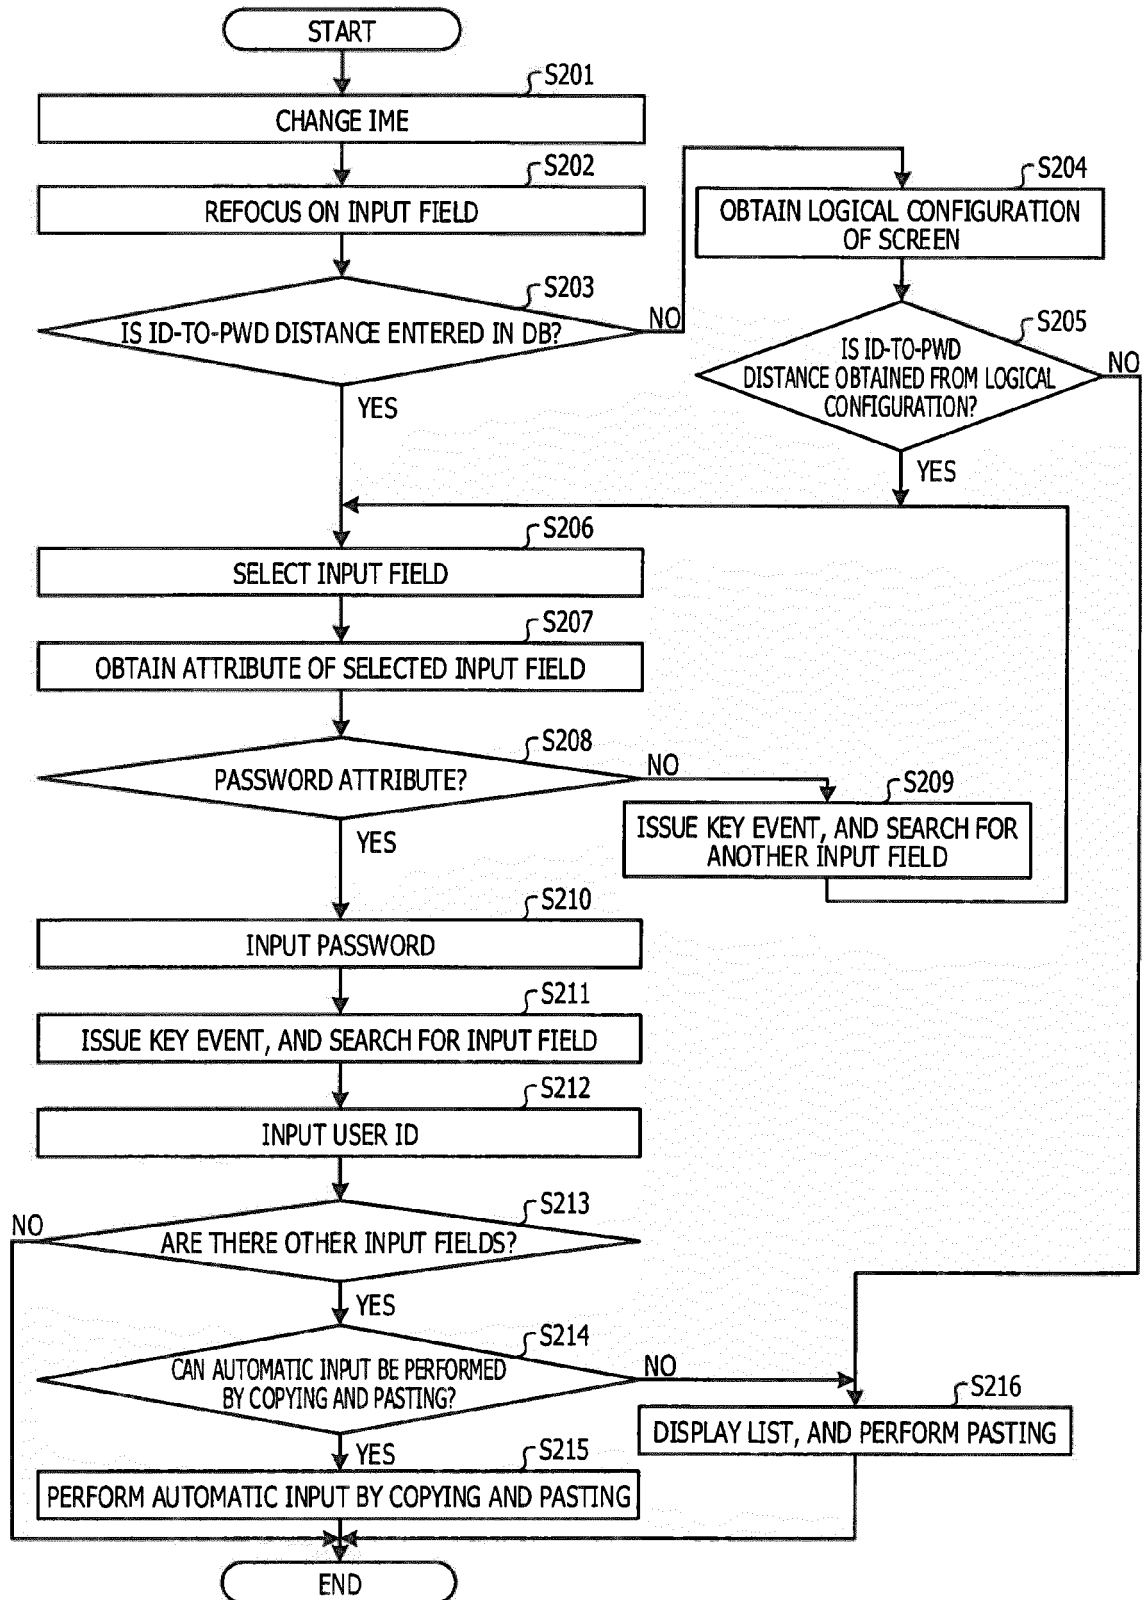 START
S201
CHANGE IME
S202
REFOCUS ON INPUT FIELD
S203
IS ID-TO-PWD DISTANCE ENTERED IN DB?
NO
YES
S204
OBTAIN LOGICAL CONFIGURATION
OF SCREEN
S205
IS ID-TO-PWD
DISTANCE OBTAINED FROM LOGICAL
CONFIGURATION?
NO
YES
S206
SELECT INPUT FIELD
S207
OBTAIN ATTRIBUTE OF SELECTED INPUT FIELD
S208
PASSWORD ATTRIBUTE?
NO
YES
S209
ISSUE KEY EVENT, AND SEARCH FOR
ANOTHER INPUT FIELD
S210
INPUT PASSWORD
S211
ISSUE KEY EVENT, AND SEARCH FOR INPUT FIELD
S212
INPUT USER ID
S213
NO
ARE THERE OTHER INPUT FIELDS?
YES
S214
CAN AUTOMATIC INPUT BE PERFORMED
BY COPYING AND PASTING?
NO
YES
S216
DISPLAY LIST, AND PERFORM PASTING
S215
PERFORM AUTOMATIC INPUT BY COPYING AND PASTING
END